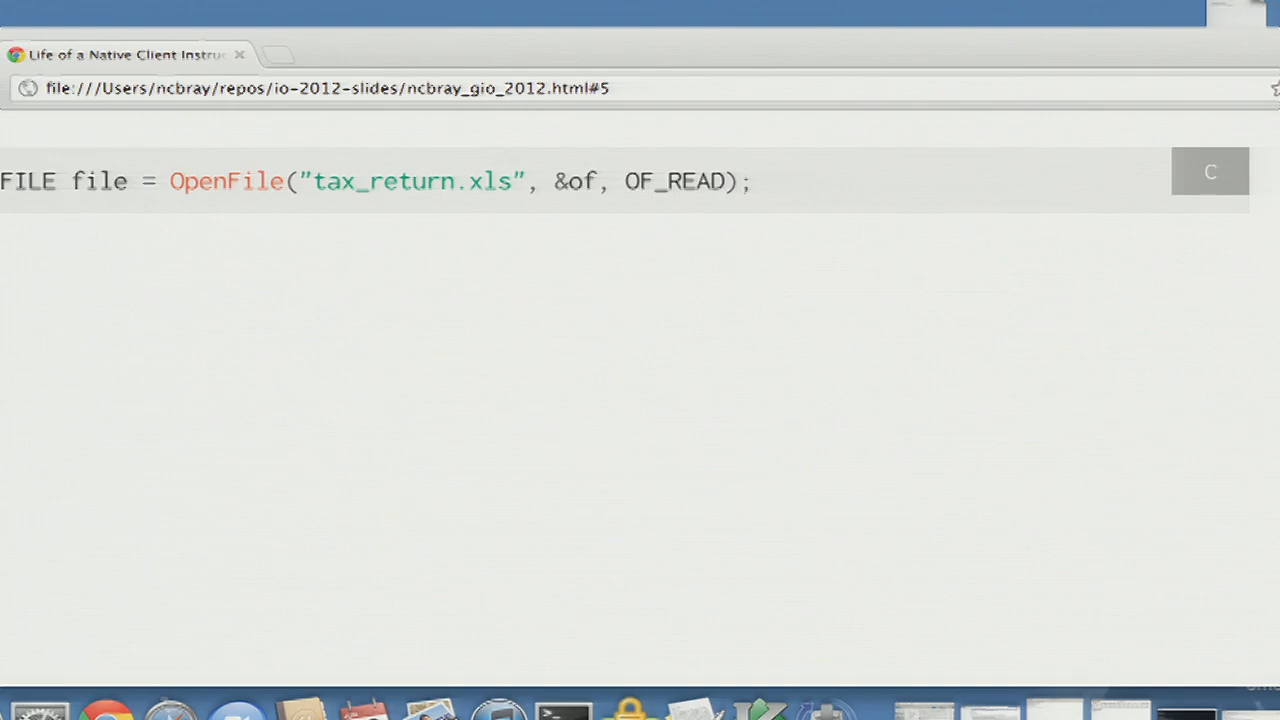 Life of a Native Client Instruc
file:///Users/ncbray/repos/io-2012-slides/ncbray_gio_2012.html#5
FILE file = OpenFile("tax_return.xls", &of, OF_READ);
C